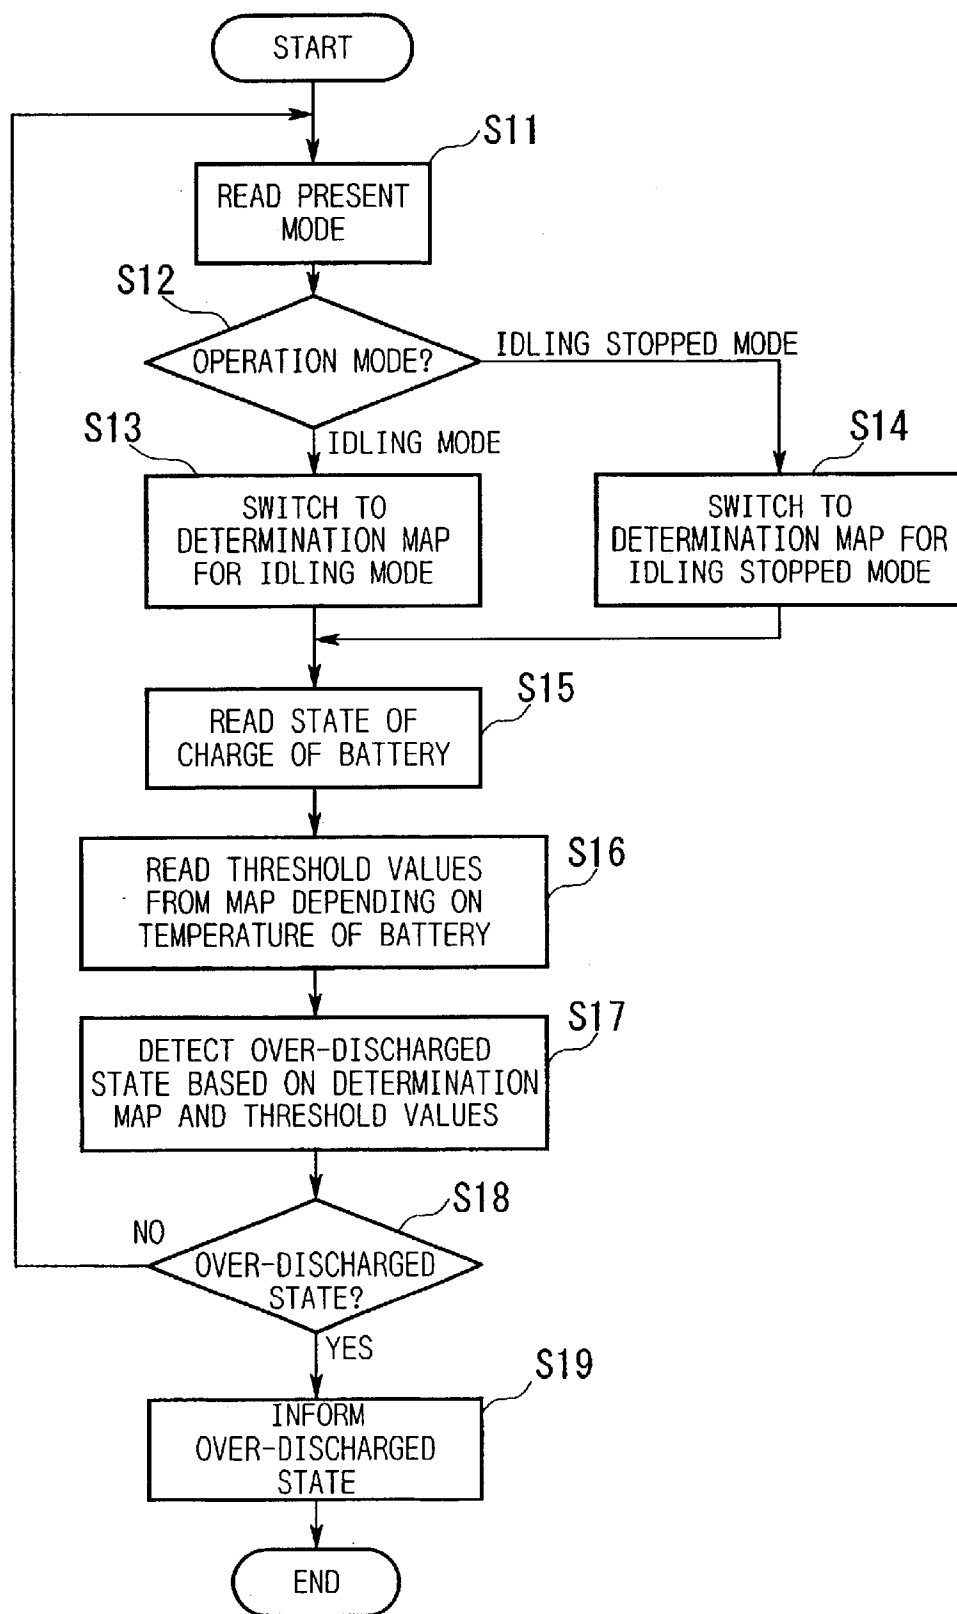 START
S11
READ PRESENT
MODE
S12
OPERATION MODE?
IDLING STOPPED MODE
S13
IDLING MODE
S14
SWITCH TO
DETERMINATION MAP
FOR IDLING MODE
SWITCH TO
DETERMINATION MAP FOR
IDLING STOPPED MODE
S15
READ STATE OF
CHARGE OF BATTERY
S16
READ THRESHOLD VALUES
FROM MAP DEPENDING ON
TEMPERATURE OF BATTERY
S17
DETECT OVER-DISCHARGED
STATE BASED ON DETERMINATION
MAP AND THRESHOLD VALUES
S18
NO
OVER-DISCHARGED
STATE?
YES
S19
INFORM
OVER-DISCHARGED
STATE
END